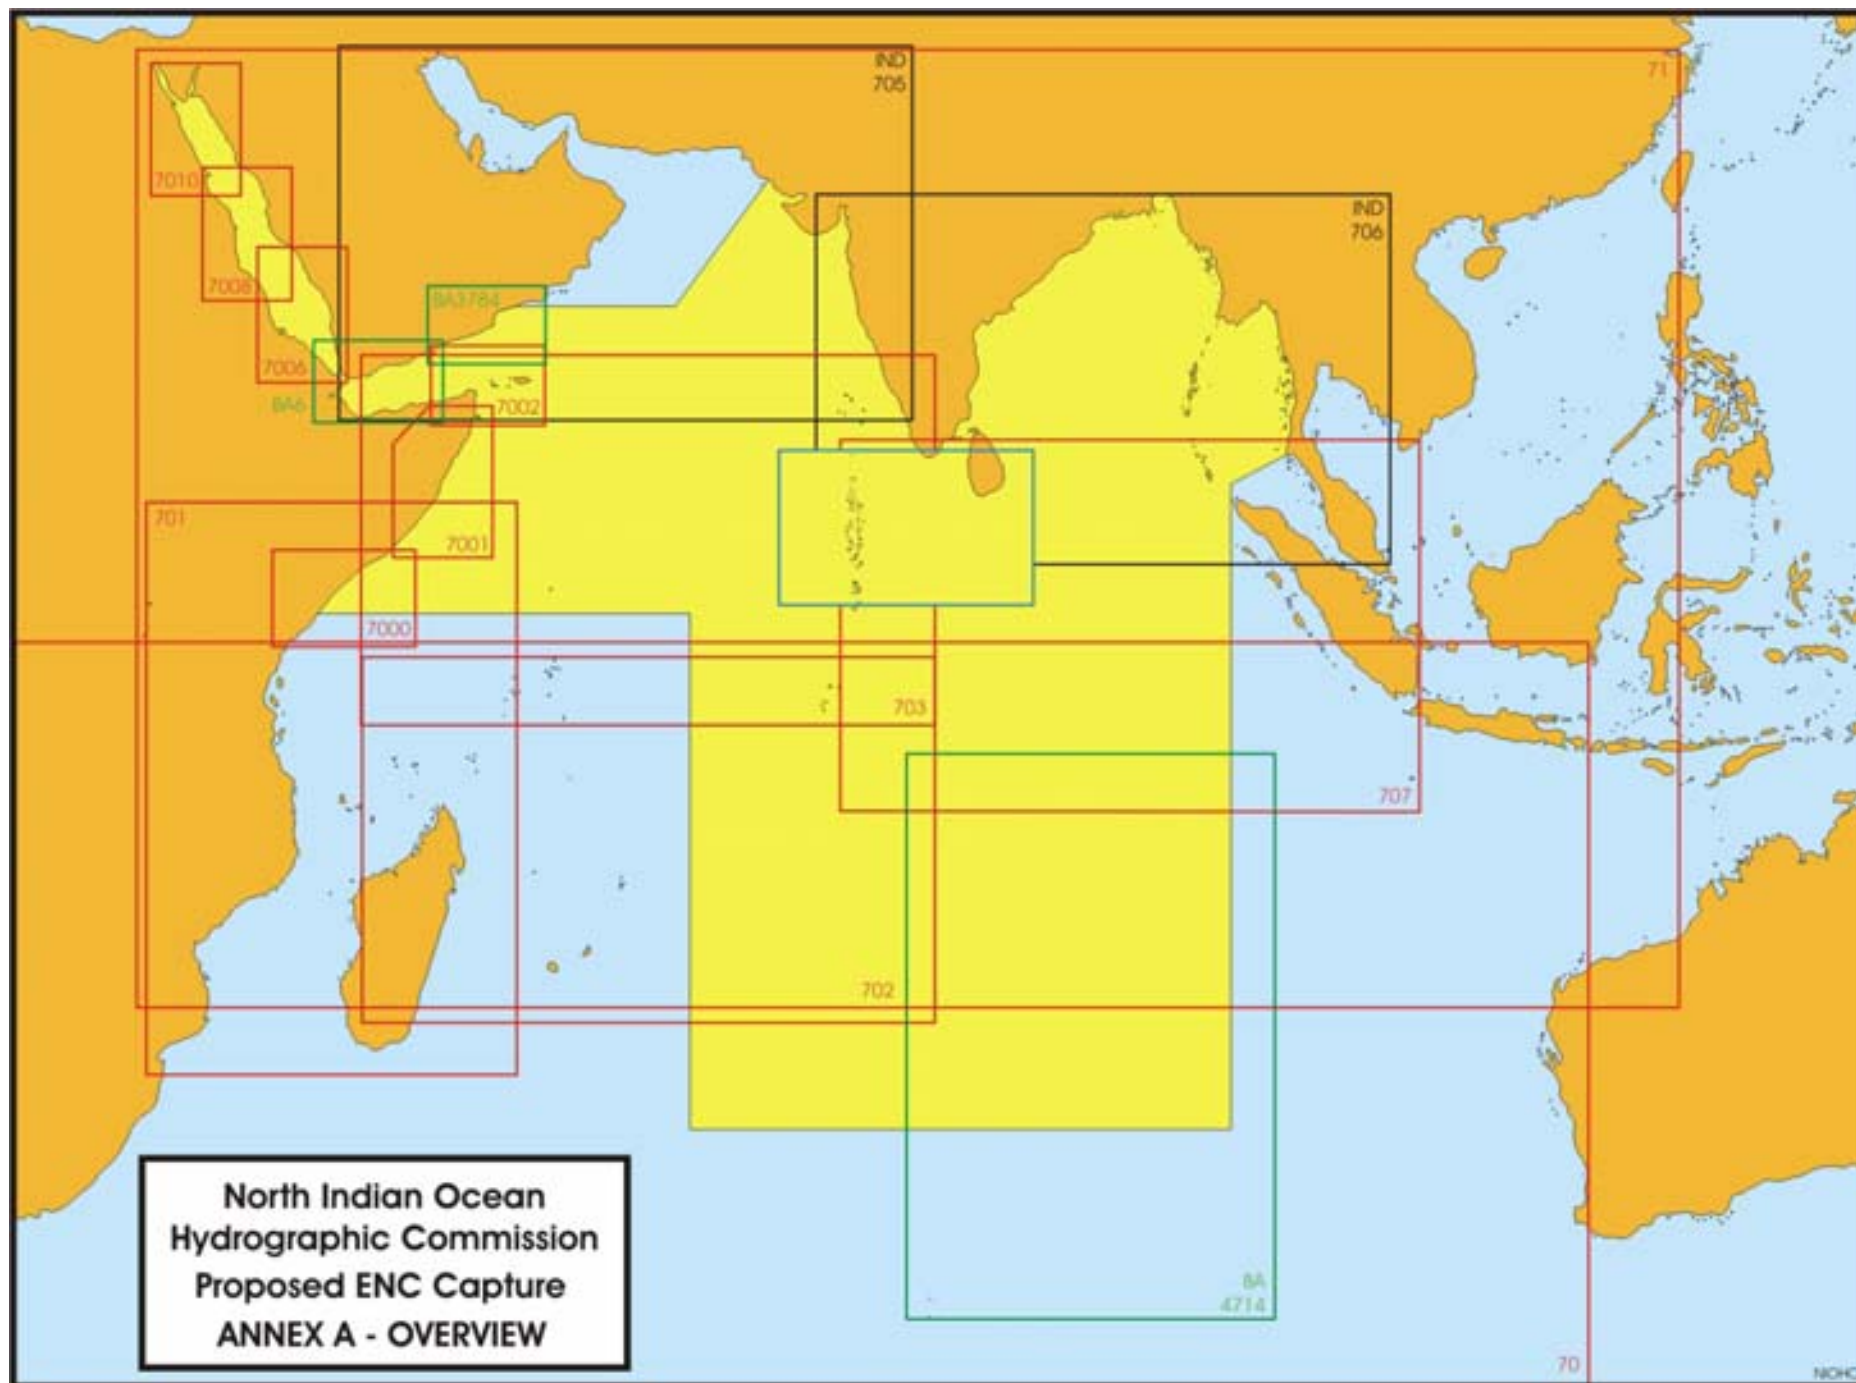 IND
705
71
7010
IND
706
7008
BA3784
7006
BA6
7002
701
7001
7000
703
707
702
North Indian Ocean
Hydrographic Commission
Proposed ENC Capture
ANNEX A - OVERVIEW
BA
4714
70